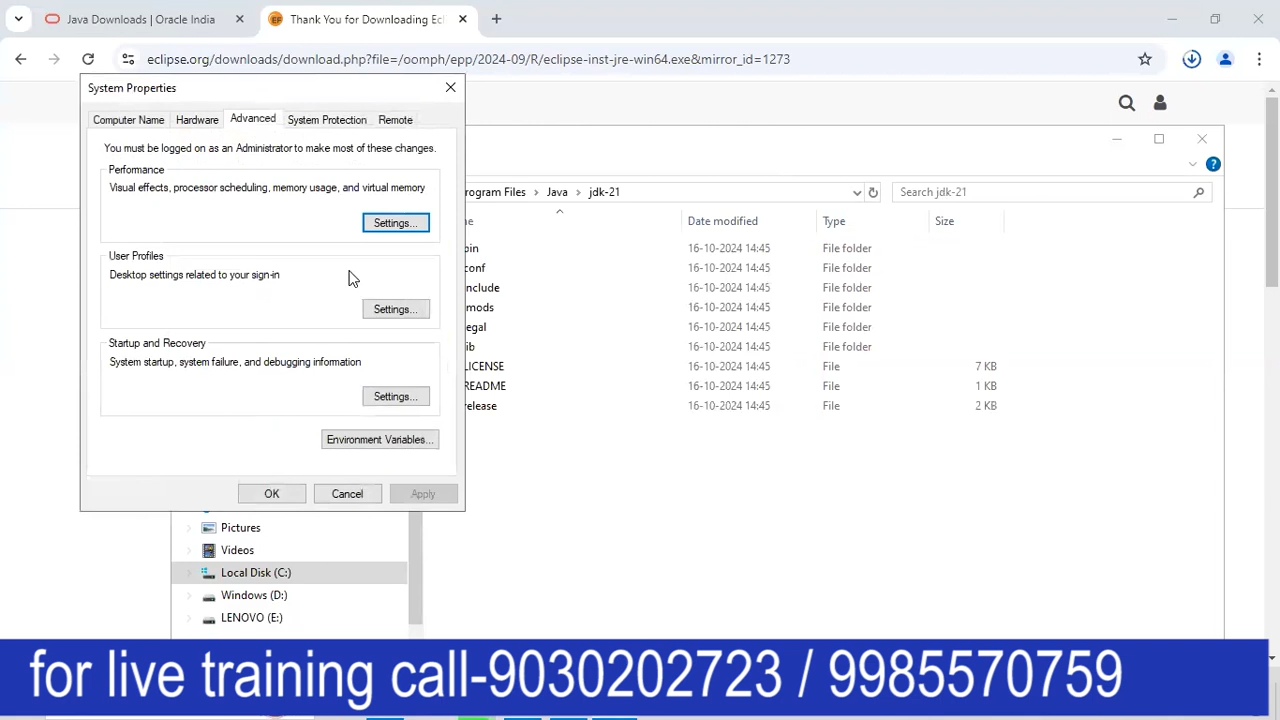 Java Downloads | Oracle India
Thank You for Downloading Ecl
eclipse.org/downloads/download.php?file=/oomph/epp/2024-09/R/eclipse-inst-jre-win64.exe&mirror_id=1273
System Properties
Computer Name
Hardware
Advanced
System Protection
Remote
You must be logged on as an Administrator to make most of these changes.
Performance
Visual effects, processor scheduling, memory usage, and virtual memory
Settings...
User Profiles
Desktop settings related to your sign-in
Settings...
Startup and Recovery
System startup, system failure, and debugging information
Settings...
Environment Variables...
OK
Cancel
Apply
rogram Files
Java
jdk-21
Search jdk-21
me
Date modified
Type
Size
bin 16-10-2024 14:45 File folder
conf 16-10-2024 14:45 File folder
nclude 16-10-2024 14:45 File folder
mods 16-10-2024 14:45 File folder
egal 16-10-2024 14:45 File folder
ib 16-10-2024 14:45 File folder
LICENSE 16-10-2024 14:45 File 7 KB
README 16-10-2024 14:45 File 1 KB
release 16-10-2024 14:45 File 2 KB
Pictures
Videos
Local Disk (C:)
Windows (D:)
LENOVO (E:)
for live training call-9030202723 / 9985570759